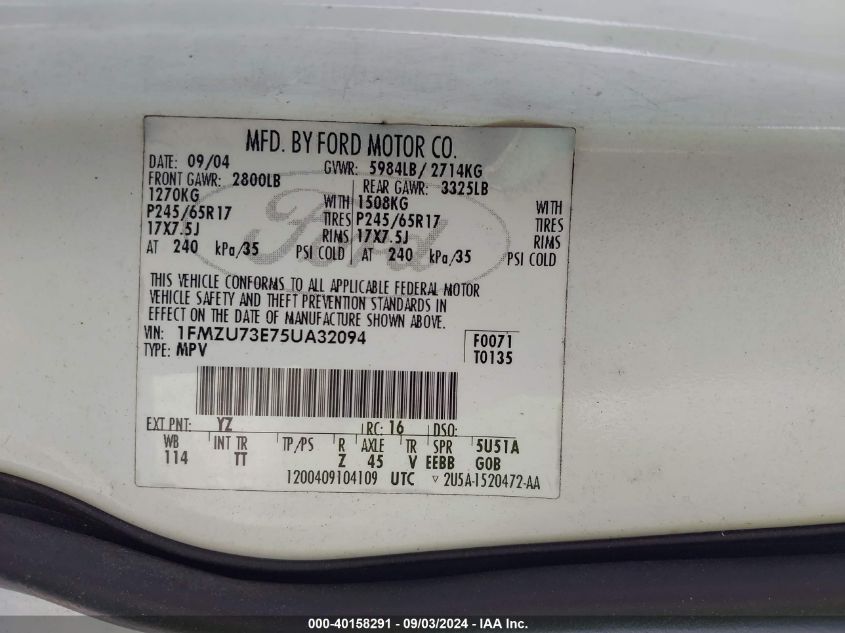 MFD. BY FORD MOTOR CO.
DATE: 09/04 GVWR: 5984LB/2714KG
FRONT GAWR: 2800LB REAR GAWR: 3325LB
1270KG WITH 1508KG WITH
P245/65R17 TIRES P245/65R17 TIRES
17X7.5J RIMS 17X7.5J RIMS
AT 240 kPa/35 PSI COLD AT 240 kPa/35 PSI COLD
Ford
THIS VEHICLE CONFORMS TO ALL APPLICABLE FEDERAL MOTOR
VEHICLE SAFETY AND THEFT PREVENTION STANDARDS IN
EFFECT ON THE DATE OF MANUFACTURE SHOWN ABOVE.
VIN: 1FMZU73E75UA32094 F0071
TYPE: MPV T0135
EXT PNT: YZ RC: 16 DSO:
WB INT TR TP/PS R AXLE TR SPR 5U51A
114 TT Z 45 V EEBB GOB
1200409104109 UTC ▽ 2U5A-1520472-AA
000-40158291 - 09/03/2024 - IAA Inc.